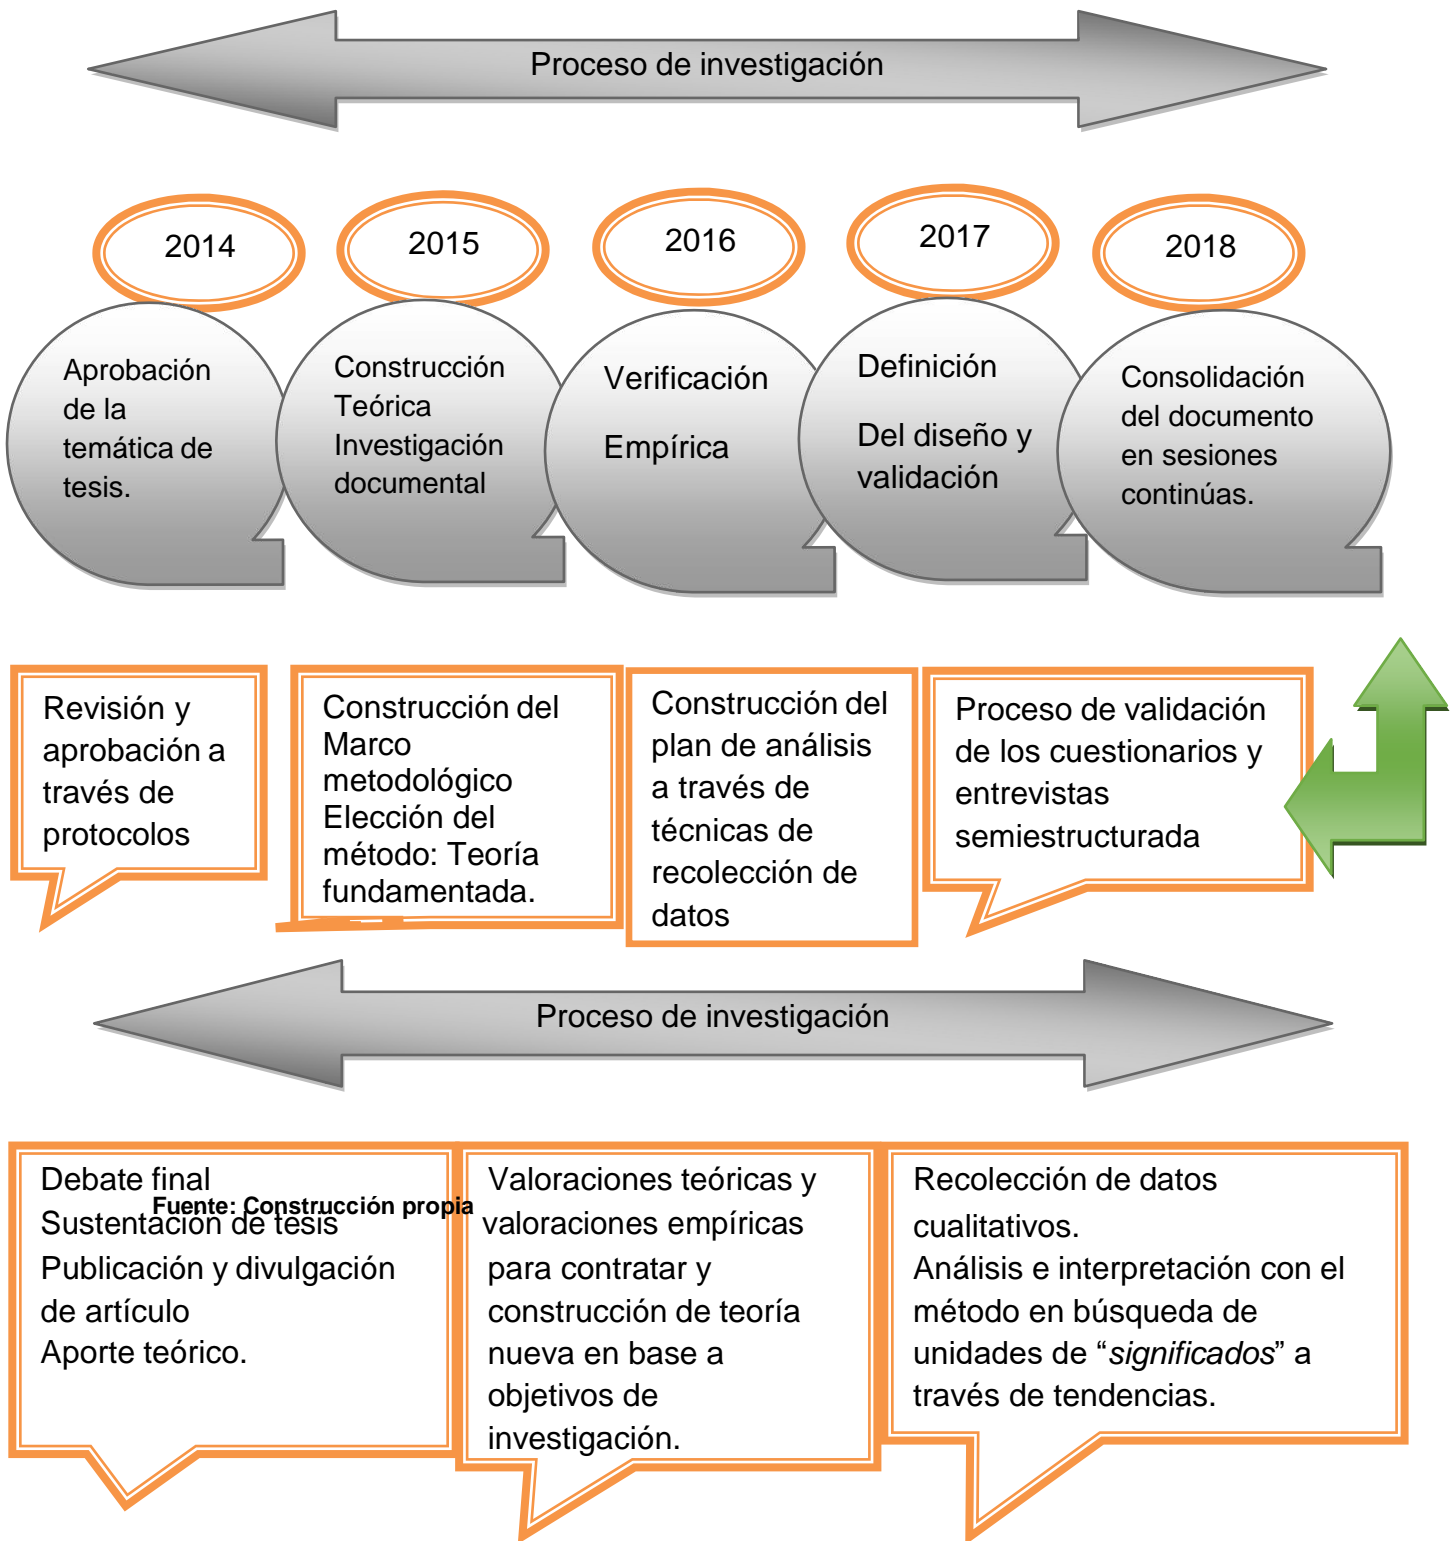 Proceso de investigación
2014
2015
2016
2017
2018
Aprobación
de la
temática de
tesis.
Construcción
Teórica
Investigación
documental
Verificación
Empírica
Definición
Del diseño y
validación
Consolidación
del documento
en sesiones
continúas.
Revisión y
aprobación a
través de
protocolos
Construcción del
Marco
metodológico
Elección del
método: Teoría
fundamentada.
Construcción del
plan de análisis
a través de
técnicas de
recolección de
datos
Proceso de validación
de los cuestionarios y
entrevistas
semiestructurada
Proceso de investigación
Debate final
Fuente: Construcción propia
Sustentación de tesis
Publicación y divulgación
de artículo
Aporte teórico.
Valoraciones teóricas y
valoraciones empíricas
para contratar y
construcción de teoría
nueva en base a
objetivos de
investigación.
Recolección de datos
cualitativos.
Análisis e interpretación con el
método en búsqueda de
unidades de “significados” a
través de tendencias.